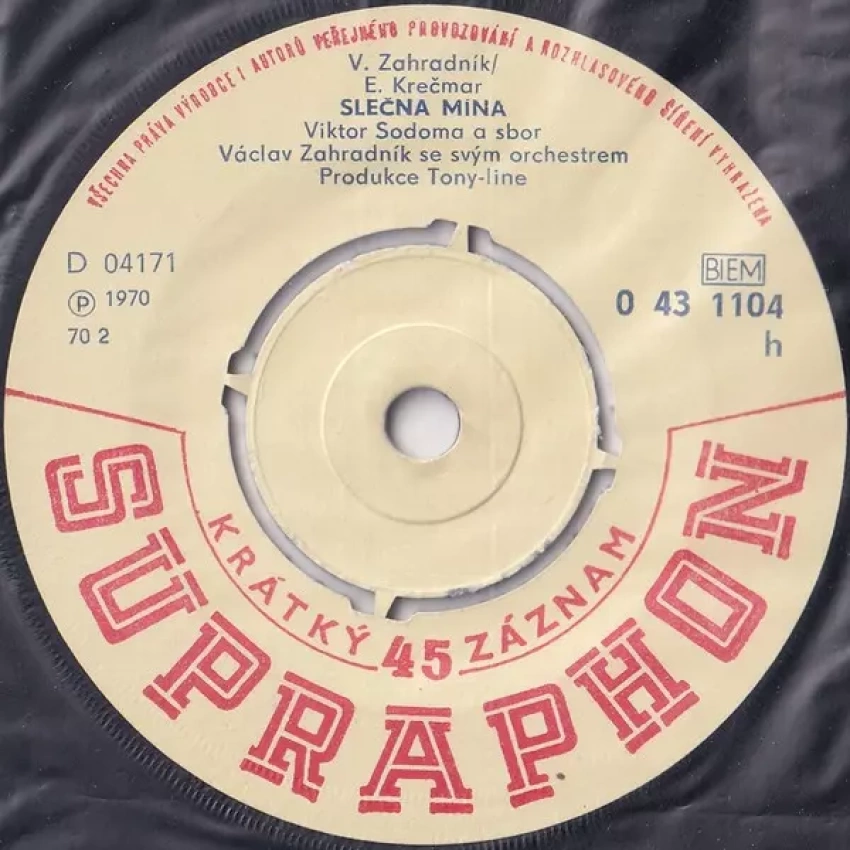 VŠECHNA PRÁVA VÝROBCE I AUTORŮ VEŘEJNÉHO PROVOZOVÁNÍ A ROZHLASOVÉHO ŠÍŘENÍ VYHRAŽENA
V. Zahradník/
E. Krečmar
SLEČNA MINA
Viktor Sodoma a sbor
Václav Zahradník se svým orchestrem
Produkce Tony-line
D 04171
Ⓟ 1970
70 2
BIEM
0 43 1104
h
KRÁTKÝ 45 ZÁZNAM
SUPRAPHON